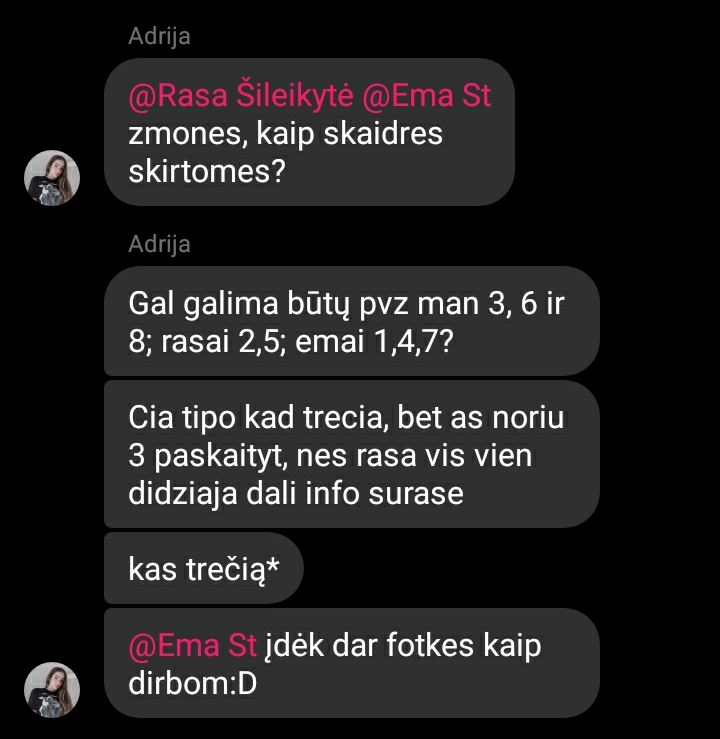 Adrija
@Rasa Šileikytė @Ema St
zmones, kaip skaidres
skirtomes?
Adrija
Gal galima būtų pvz man 3, 6 ir
8; rasai 2,5; emai 1,4,7?
Cia tipo kad trecia, bet as noriu
3 paskaityt, nes rasa vis vien
didziaja dali info surase
kas trečią*
@Ema St įdėk dar fotkes kaip
dirbom:D